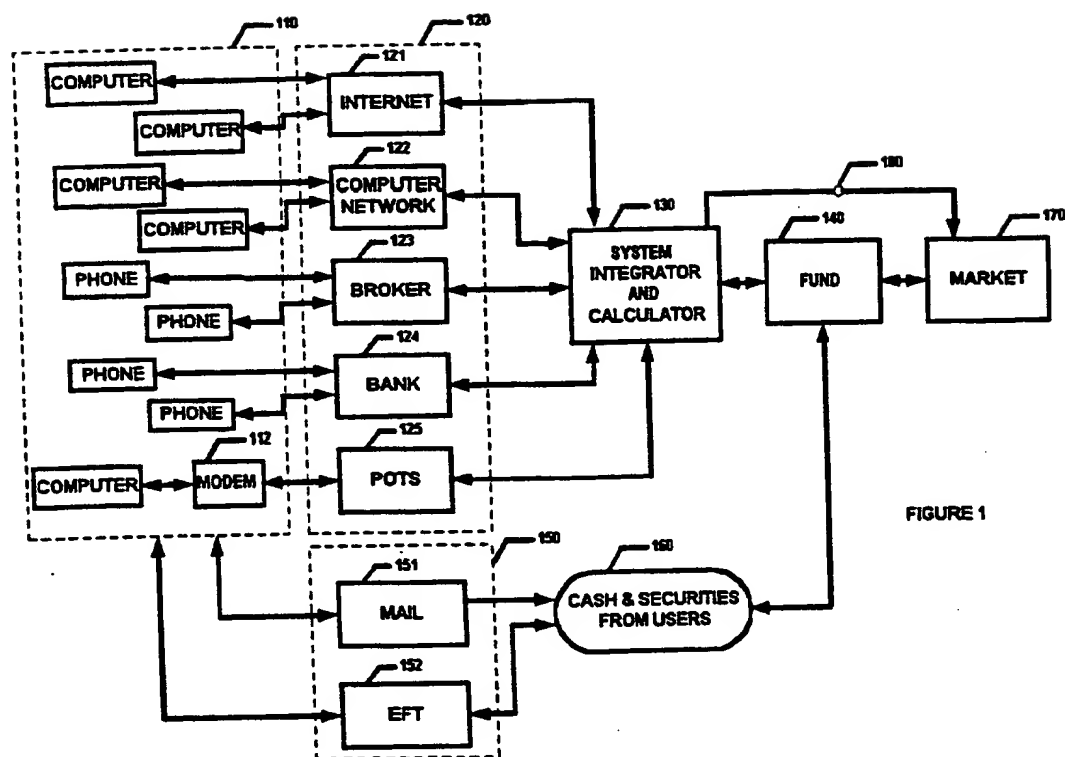 110
120
COMPUTER
121
INTERNET
COMPUTER
122
COMPUTER
COMPUTER
NETWORK
COMPUTER
123
PHONE
BROKER
PHONE
124
PHONE
BANK
PHONE
125
112
COMPUTER
MODEM
POTS
130
SYSTEM
INTEGRATOR
AND
CALCULATOR
180
140
FUND
170
MARKET
FIGURE 1
150
151
MAIL
160
CASH & SECURITIES
FROM USERS
152
EFT